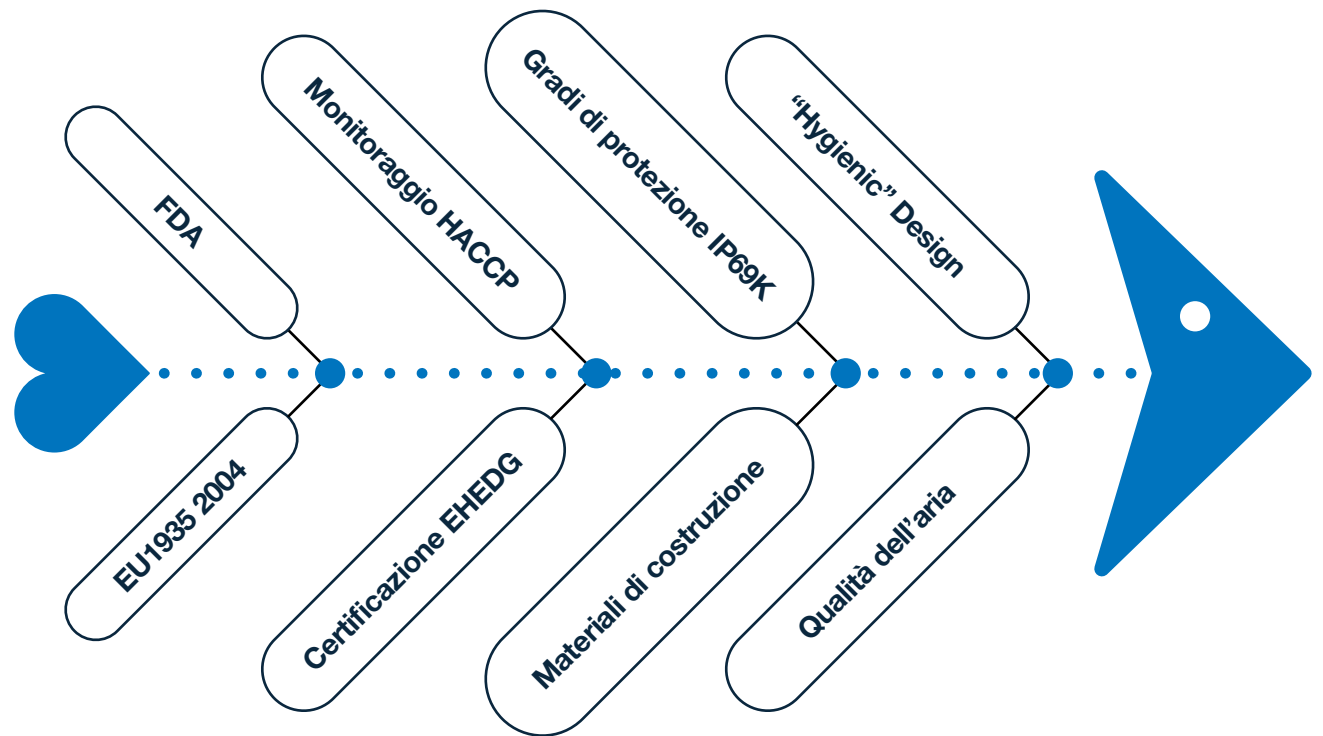 FDA
Monitoraggio HACCP
Gradi di protezione IP69K
“Hygienic” Design
EU1935 2004
Certificazione EHEDG
Materiali di costruzione
Qualità dell’aria